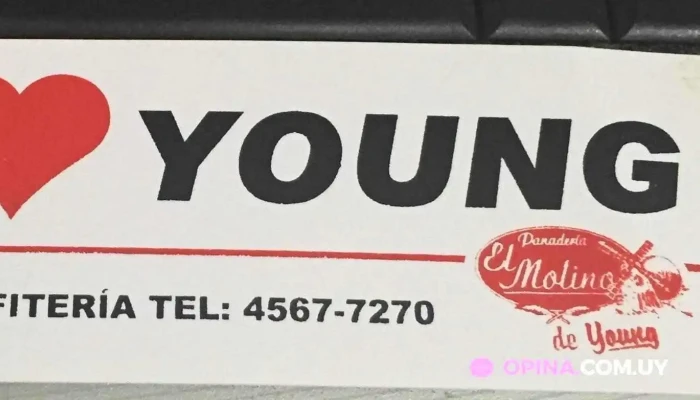 YOUNG
FITERÍA TEL: 4567-7270
Panadería
El Molino
de Young
OPINA.COM.UY